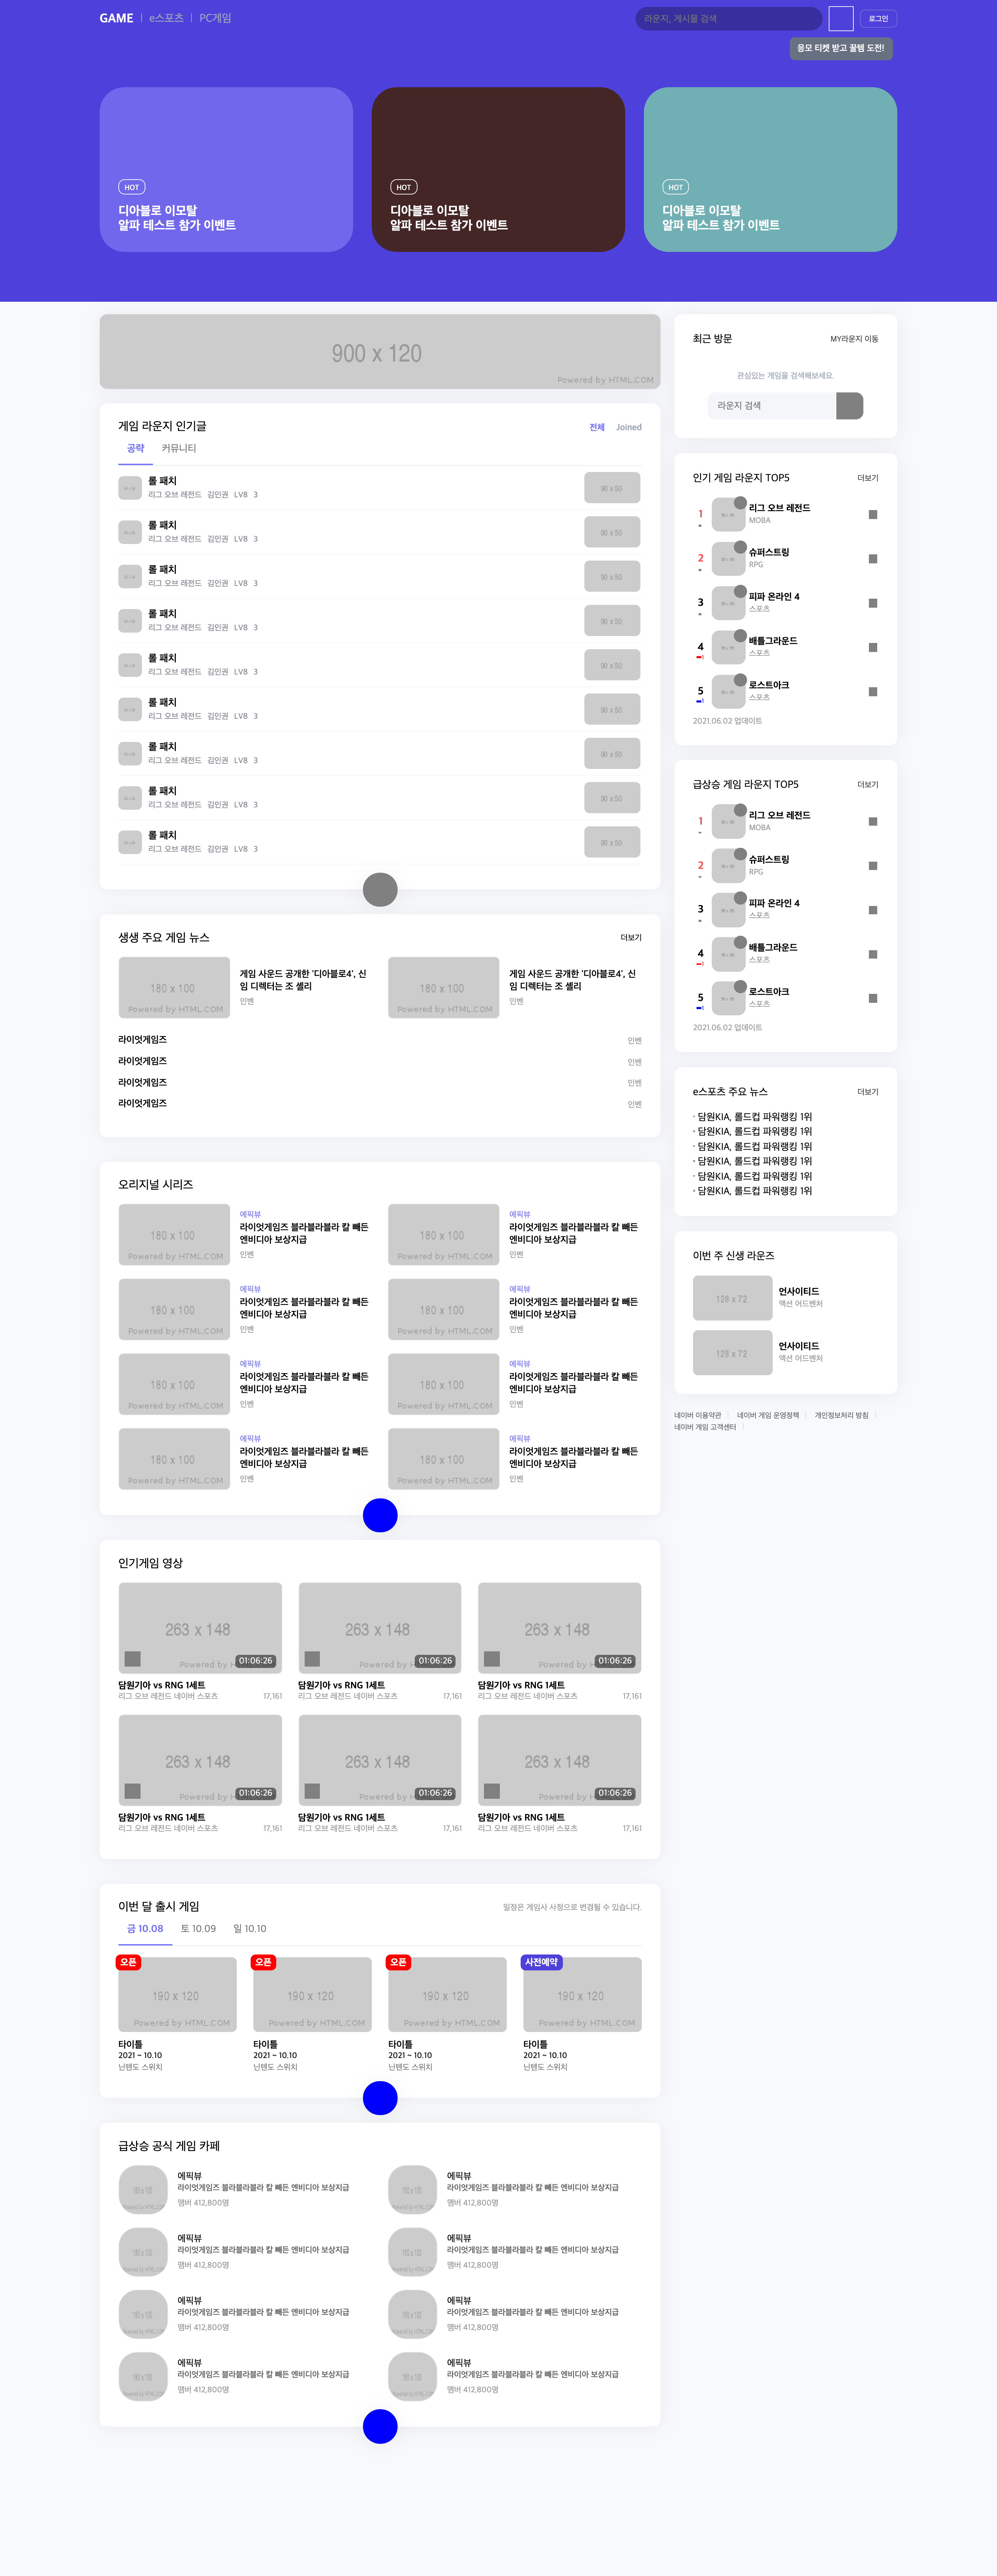 GAME
e스포츠
PC게임
라운지, 게시물 검색
로그인
응모 티켓 받고 꿀템 도전!
HOT
디아블로 이모탈
알파 테스트 참가 이벤트
HOT
디아블로 이모탈
알파 테스트 참가 이벤트
HOT
디아블로 이모탈
알파 테스트 참가 이벤트
900 x 120
Powered by HTML.COM
게임 라운지 인기글
전체 Joined
공략 커뮤니티
롤 패치
리그 오브 레전드 김인권 LV8 3
90 x 50
롤 패치
리그 오브 레전드 김인권 LV8 3
90 x 50
롤 패치
리그 오브 레전드 김인권 LV8 3
90 x 50
롤 패치
리그 오브 레전드 김인권 LV8 3
90 x 50
롤 패치
리그 오브 레전드 김인권 LV8 3
90 x 50
롤 패치
리그 오브 레전드 김인권 LV8 3
90 x 50
롤 패치
리그 오브 레전드 김인권 LV8 3
90 x 50
롤 패치
리그 오브 레전드 김인권 LV8 3
90 x 50
롤 패치
리그 오브 레전드 김인권 LV8 3
90 x 50
생생 주요 게임 뉴스
더보기
180 x 100
Powered by HTML.COM
게임 사운드 공개한 '디아블로4', 신
임 디렉터는 조 셸리
인벤
180 x 100
Powered by HTML.COM
게임 사운드 공개한 '디아블로4', 신
임 디렉터는 조 셸리
인벤
라이엇게임즈 인벤
라이엇게임즈 인벤
라이엇게임즈 인벤
라이엇게임즈 인벤
오리지널 시리즈
180 x 100
Powered by HTML.COM
에픽뷰
라이엇게임즈 블라블라블라 칼 빼든
엔비디아 보상지급
인벤
180 x 100
Powered by HTML.COM
에픽뷰
라이엇게임즈 블라블라블라 칼 빼든
엔비디아 보상지급
인벤
180 x 100
Powered by HTML.COM
에픽뷰
라이엇게임즈 블라블라블라 칼 빼든
엔비디아 보상지급
인벤
180 x 100
Powered by HTML.COM
에픽뷰
라이엇게임즈 블라블라블라 칼 빼든
엔비디아 보상지급
인벤
180 x 100
Powered by HTML.COM
에픽뷰
라이엇게임즈 블라블라블라 칼 빼든
엔비디아 보상지급
인벤
180 x 100
Powered by HTML.COM
에픽뷰
라이엇게임즈 블라블라블라 칼 빼든
엔비디아 보상지급
인벤
180 x 100
Powered by HTML.COM
에픽뷰
라이엇게임즈 블라블라블라 칼 빼든
엔비디아 보상지급
인벤
180 x 100
Powered by HTML.COM
에픽뷰
라이엇게임즈 블라블라블라 칼 빼든
엔비디아 보상지급
인벤
인기게임 영상
263 x 148
Powered by
01:06:26
담원기아 vs RNG 1세트
리그 오브 레전드 네이버 스포츠 17,161
263 x 148
Powered by
01:06:26
담원기아 vs RNG 1세트
리그 오브 레전드 네이버 스포츠 17,161
263 x 148
Powered by
01:06:26
담원기아 vs RNG 1세트
리그 오브 레전드 네이버 스포츠 17,161
263 x 148
Powered by
01:06:26
담원기아 vs RNG 1세트
리그 오브 레전드 네이버 스포츠 17,161
263 x 148
Powered by
01:06:26
담원기아 vs RNG 1세트
리그 오브 레전드 네이버 스포츠 17,161
263 x 148
Powered by
01:06:26
담원기아 vs RNG 1세트
리그 오브 레전드 네이버 스포츠 17,161
이번 달 출시 게임
일정은 게임사 사정으로 변경될 수 있습니다.
금 10.08 토 10.09 일 10.10
오픈
190 x 120
Powered by HTML.COM
타이틀
2021 ~ 10.10
닌텐도 스위치
오픈
190 x 120
Powered by HTML.COM
타이틀
2021 ~ 10.10
닌텐도 스위치
오픈
190 x 120
Powered by HTML.COM
타이틀
2021 ~ 10.10
닌텐도 스위치
사전예약
190 x 120
Powered by HTML.COM
타이틀
2021 ~ 10.10
닌텐도 스위치
급상승 공식 게임 카페
에픽뷰
라이엇게임즈 블라블라블라 칼 빼든 엔비디아 보상지급
맴버 412,800명
에픽뷰
라이엇게임즈 블라블라블라 칼 빼든 엔비디아 보상지급
맴버 412,800명
에픽뷰
라이엇게임즈 블라블라블라 칼 빼든 엔비디아 보상지급
맴버 412,800명
에픽뷰
라이엇게임즈 블라블라블라 칼 빼든 엔비디아 보상지급
맴버 412,800명
에픽뷰
라이엇게임즈 블라블라블라 칼 빼든 엔비디아 보상지급
맴버 412,800명
에픽뷰
라이엇게임즈 블라블라블라 칼 빼든 엔비디아 보상지급
맴버 412,800명
에픽뷰
라이엇게임즈 블라블라블라 칼 빼든 엔비디아 보상지급
맴버 412,800명
에픽뷰
라이엇게임즈 블라블라블라 칼 빼든 엔비디아 보상지급
맴버 412,800명
최근 방문
MY라운지 이동
관심있는 게임을 검색해보세요.
라운지 검색
인기 게임 라운지 TOP5
더보기
1
리그 오브 레전드
MOBA
2
슈퍼스트링
RPG
3
피파 온라인 4
스포츠
4
배틀그라운드
스포츠
5
로스트아크
스포츠
2021.06.02 업데이트
급상승 게임 라운지 TOP5
더보기
1
리그 오브 레전드
MOBA
2
슈퍼스트링
RPG
3
피파 온라인 4
스포츠
4
배틀그라운드
스포츠
5
로스트아크
스포츠
2021.06.02 업데이트
e스포츠 주요 뉴스
더보기
· 담원KIA, 롤드컵 파워랭킹 1위
· 담원KIA, 롤드컵 파워랭킹 1위
· 담원KIA, 롤드컵 파워랭킹 1위
· 담원KIA, 롤드컵 파워랭킹 1위
· 담원KIA, 롤드컵 파워랭킹 1위
· 담원KIA, 롤드컵 파워랭킹 1위
이번 주 신생 라운즈
128 x 72
언사이티드
액션 어드벤처
128 x 72
언사이티드
액션 어드벤처
네이버 이용약관
네이버 게임 운영정책
개인정보처리 방침
네이버 게임 고객센터